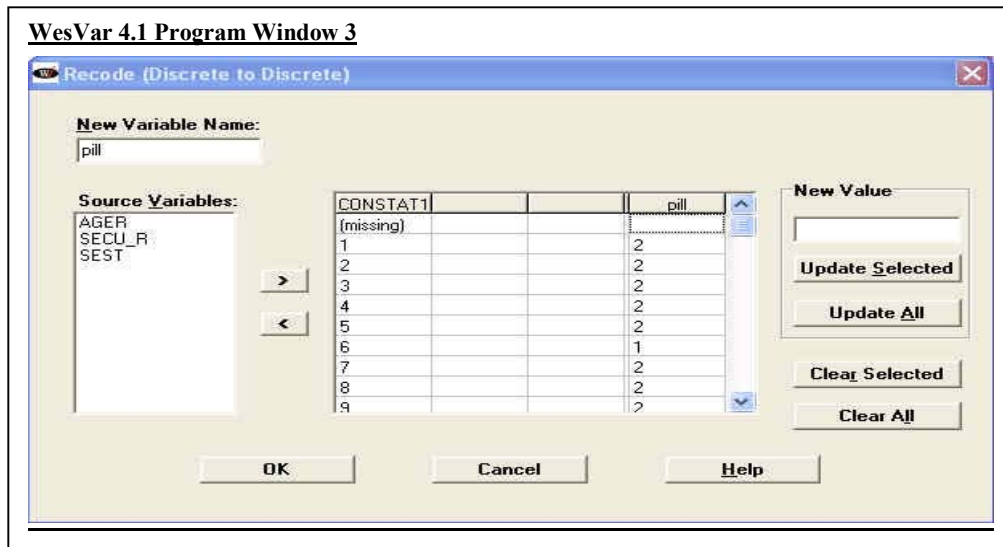 WesVar 4.1 Program Window 3
Recode (Discrete to Discrete)
New Variable Name:
pill
Source Variables:
AGER
SECU_R
SEST
>
<
CONSTAT1 pill
(missing)
1 2
2 2
3 2
4 2
5 2
6 1
7 2
8 2
9 2
New Value
Update Selected
Update All
Clear Selected
Clear All
OK Cancel Help